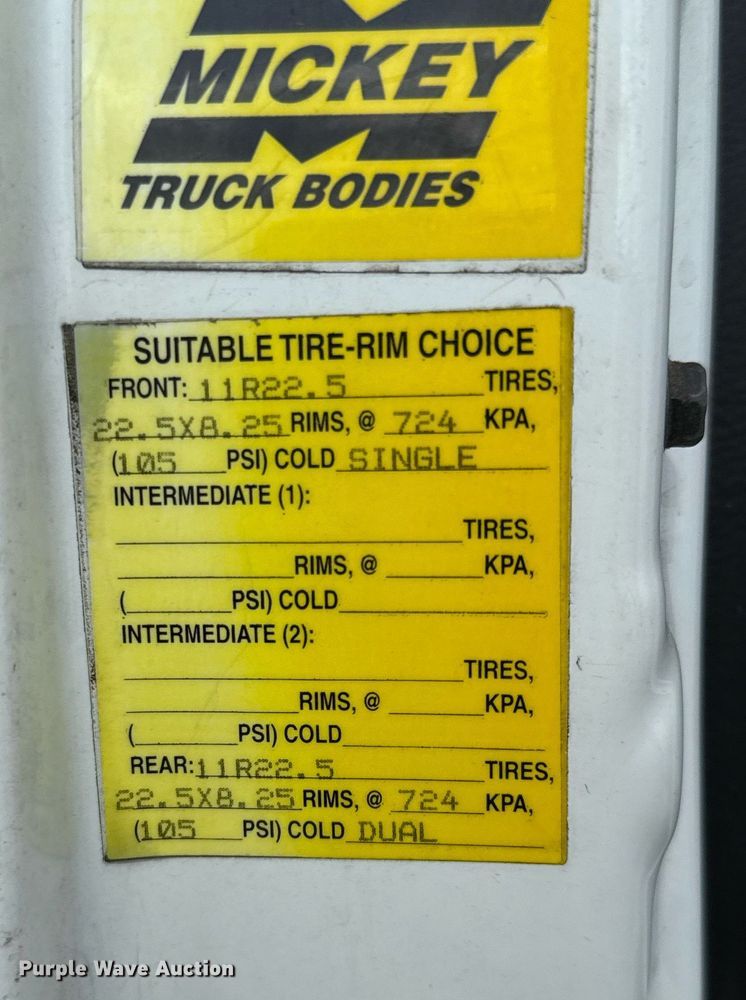 MICKEY
TRUCK BODIES
SUITABLE TIRE-RIM CHOICE
FRONT: 11R22.5 TIRES,
22.5X8.25 RIMS, @ 724 KPA,
(105 PSI) COLD SINGLE
INTERMEDIATE (1):
TIRES,
RIMS, @ KPA,
( PSI) COLD
INTERMEDIATE (2):
TIRES,
RIMS, @ KPA,
( PSI) COLD
REAR: 11R22.5 TIRES,
22.5X8.25 RIMS, @ 724 KPA,
(105 PSI) COLD DUAL
Purple Wave Auction